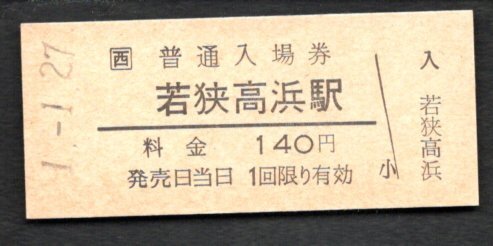 1.-1.27
西 普通入場券
若狭高浜駅
料金 140円
発売日当日 1回限り有効
小
入
若狭高浜